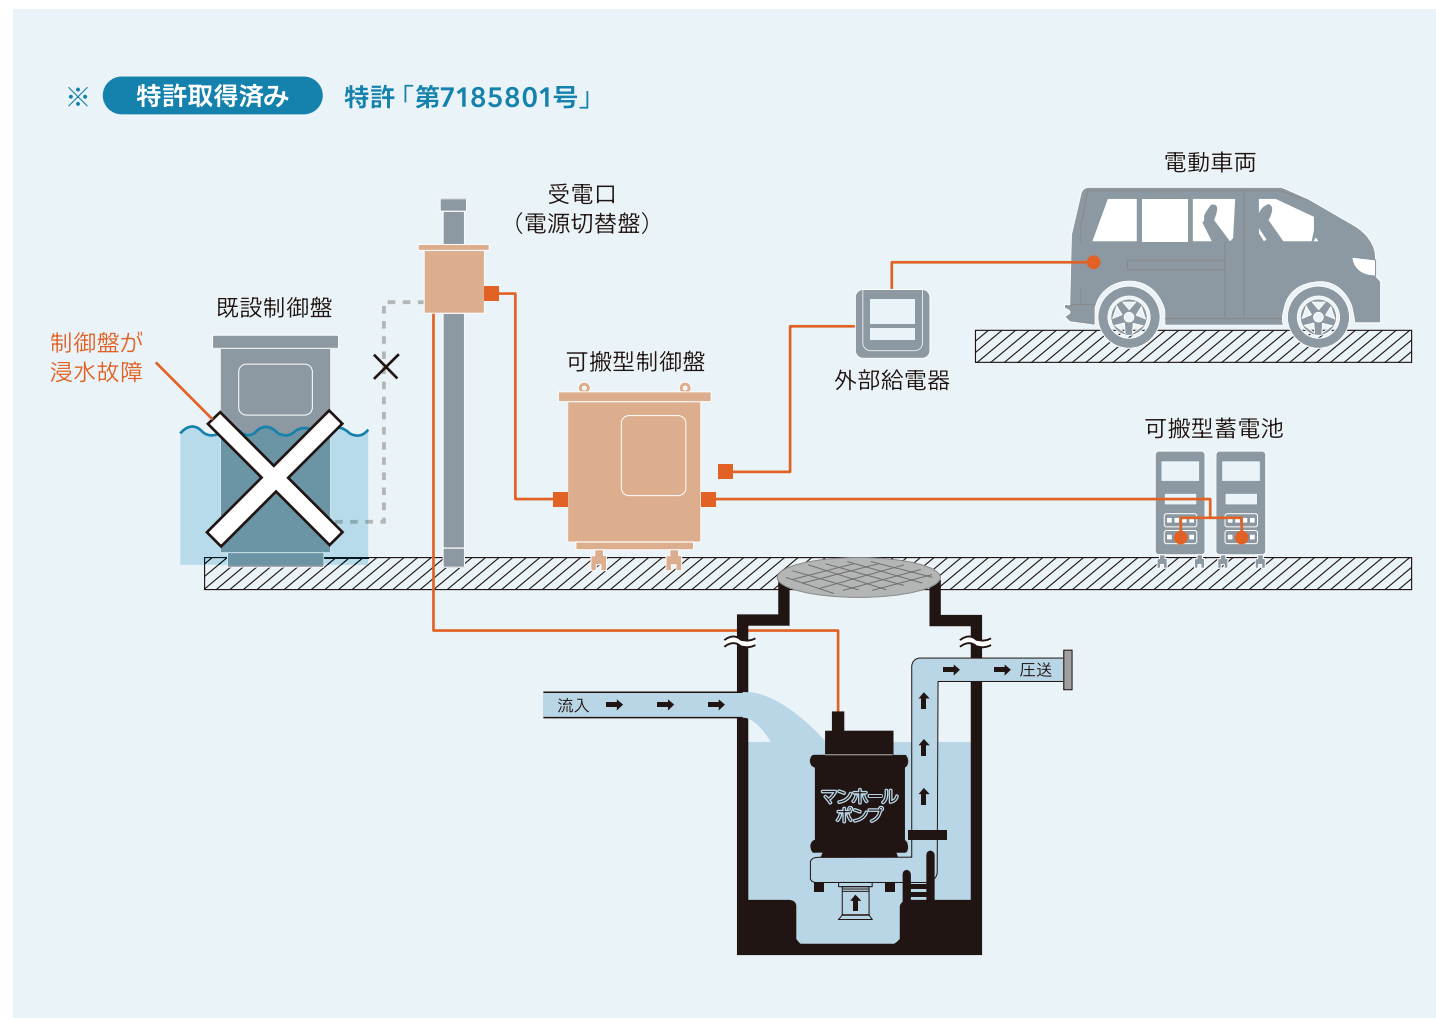 ※ 特許取得済み 特許「第7185801号」
電動車両
受電口
（電源切替盤）
既設制御盤
制御盤が
浸水故障
可搬型制御盤
外部給電器
可搬型蓄電池
圧送
流入
マンホール
ポンプ